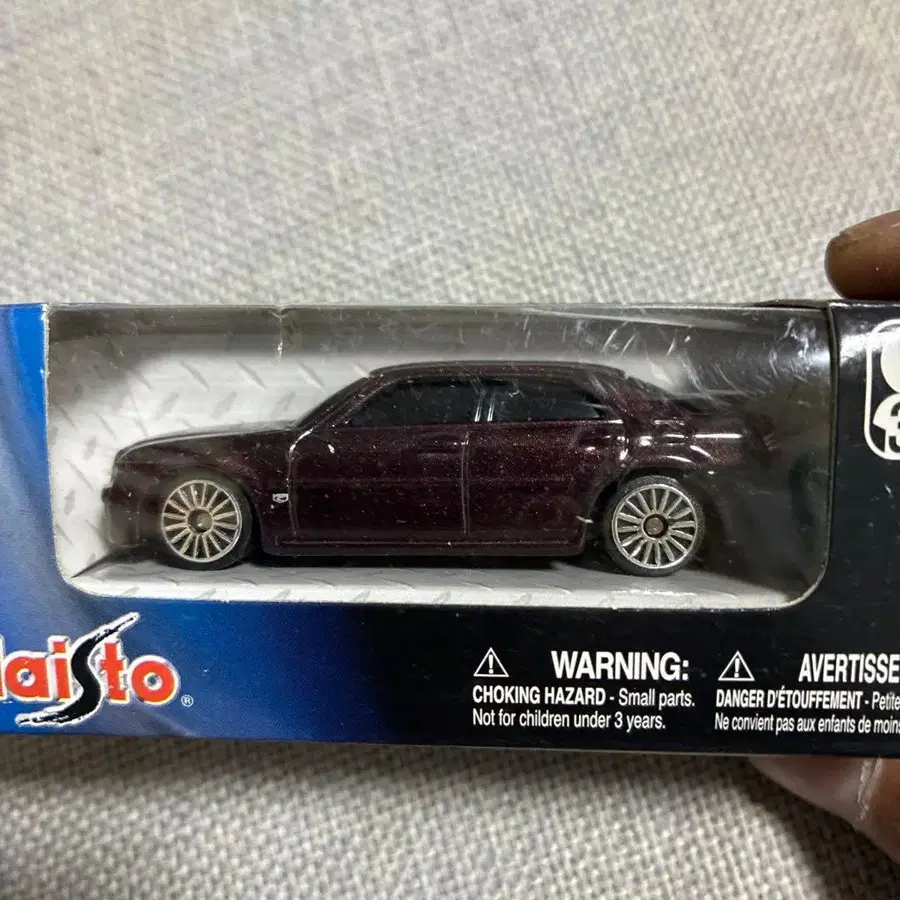 aisto®
⚠ WARNING:
CHOKING HAZARD - Small parts.
Not for children under 3 years.
⚠ AVERTISSE
DANGER D'ÉTOUFFEMENT - Petite
Ne convient pas aux enfants de moins